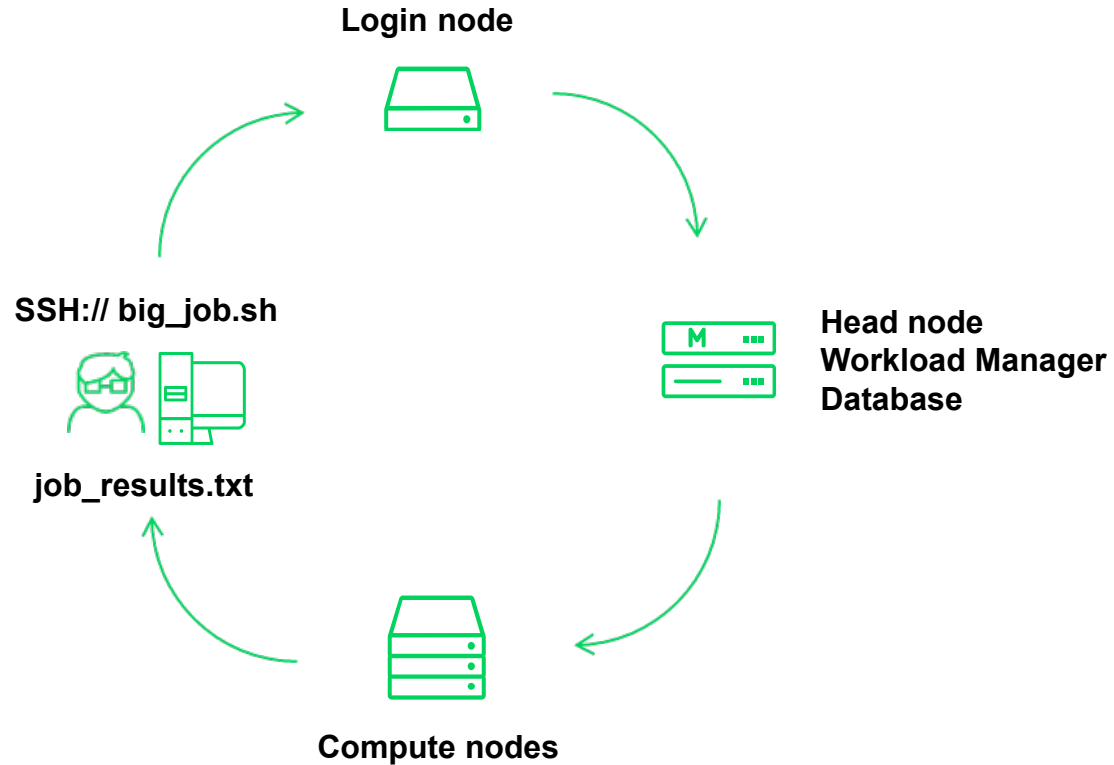 Login node
SSH:// big_job.sh
job_results.txt
M
Head node
Workload Manager
Database
Compute nodes